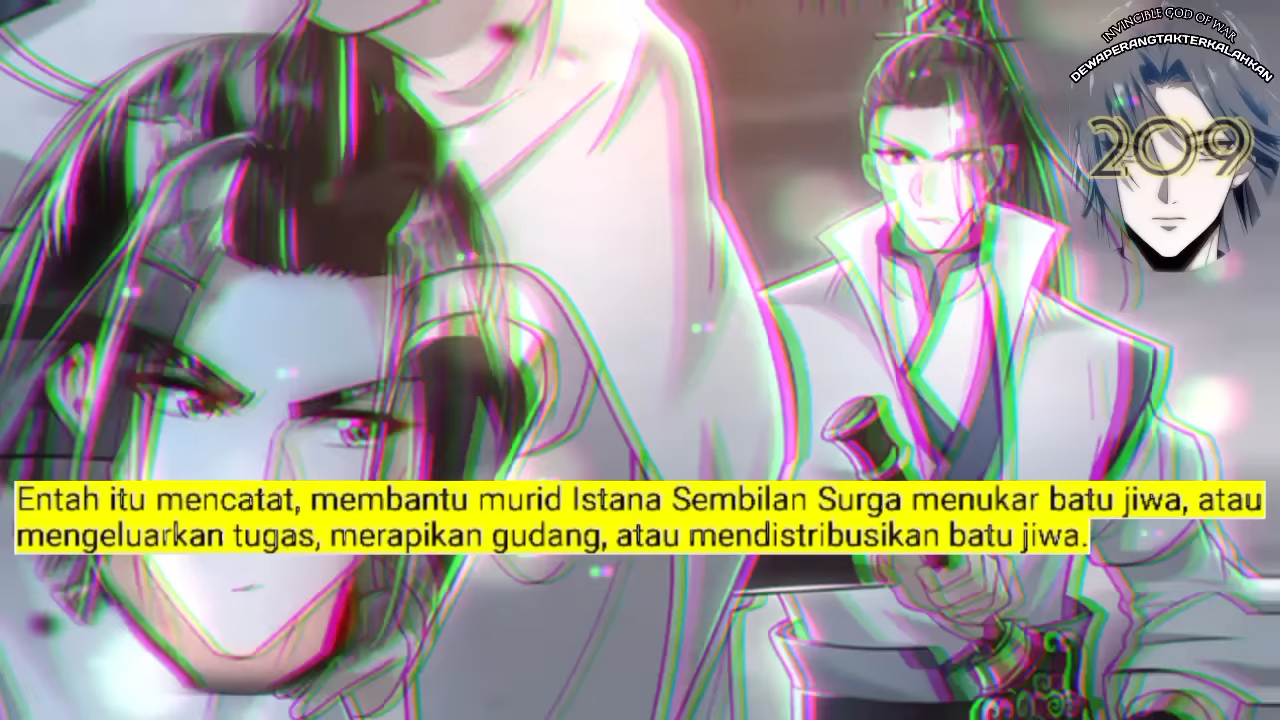 INVINCIBLE GOD OF WAR
DEWAPERANGTAKTERKALAHKAN
209
Entah itu mencatat, membantu murid Istana Sembilan Surga menukar batu jiwa, atau
mengeluarkan tugas, merapikan gudang, atau mendistribusikan batu jiwa.